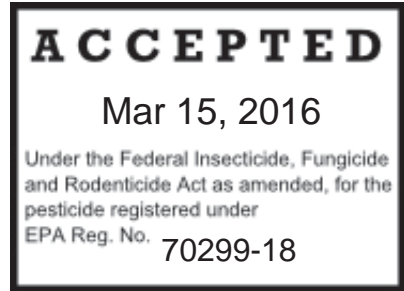 ACCEPTED
Mar 15, 2016
Under the Federal Insecticide, Fungicide
and Rodenticide Act as amended, for the
pesticide registered under
EPA Reg. No. 70299-18